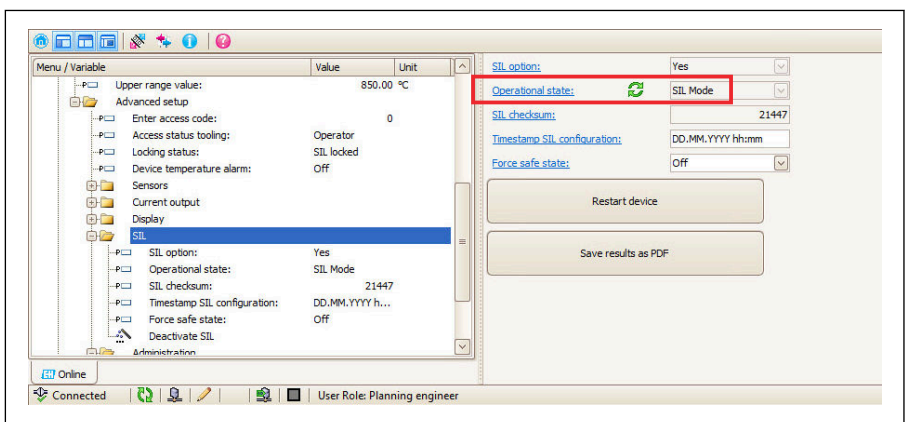 Menu / Variable Value Unit
Upper range value: 850.00 °C
Advanced setup
Enter access code: 0
Access status tooling: Operator
Locking status: SIL locked
Device temperature alarm: Off
Sensors
Current output
Display
SIL
SIL option: Yes
Operational state: SIL Mode
SIL checksum: 21447
Timestamp SIL configuration: DD.MM.YYYY h...
Force safe state: Off
Deactivate SIL
Administration
Online
SIL option: Yes
Operational state: SIL Mode
SIL checksum: 21447
Timestamp SIL configuration: DD.MM.YYYY hh:mm
Force safe state: Off
Restart device
Save results as PDF
Connected User Role: Planning engineer